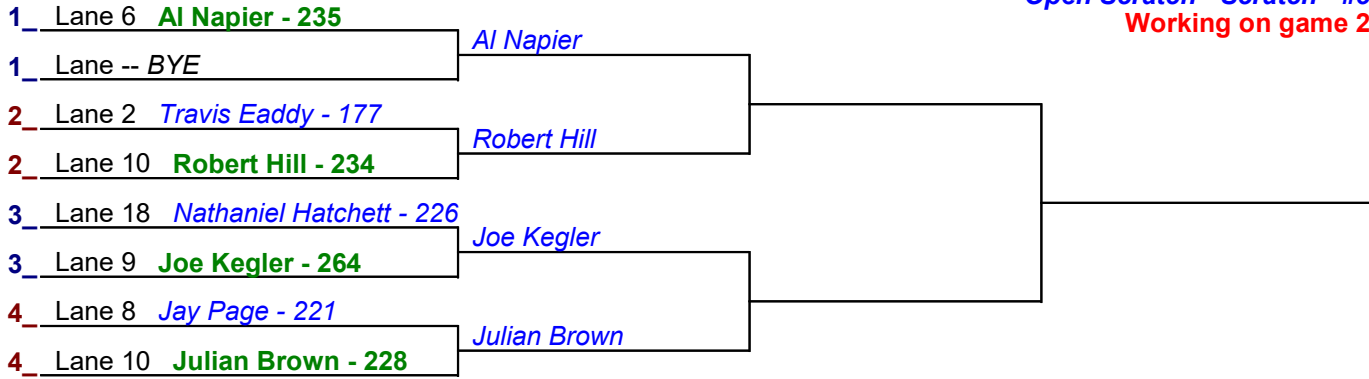 Open Scratch - Scratch
Working on game 2
1_ Lane 6 Al Napier - 235
Al Napier
1_ Lane -- BYE
2_ Lane 2 Travis Eaddy - 177
Robert Hill
2_ Lane 10 Robert Hill - 234
3_ Lane 18 Nathaniel Hatchett - 226
Joe Kegler
3_ Lane 9 Joe Kegler - 264
4_ Lane 8 Jay Page - 221
Julian Brown
4_ Lane 10 Julian Brown - 228